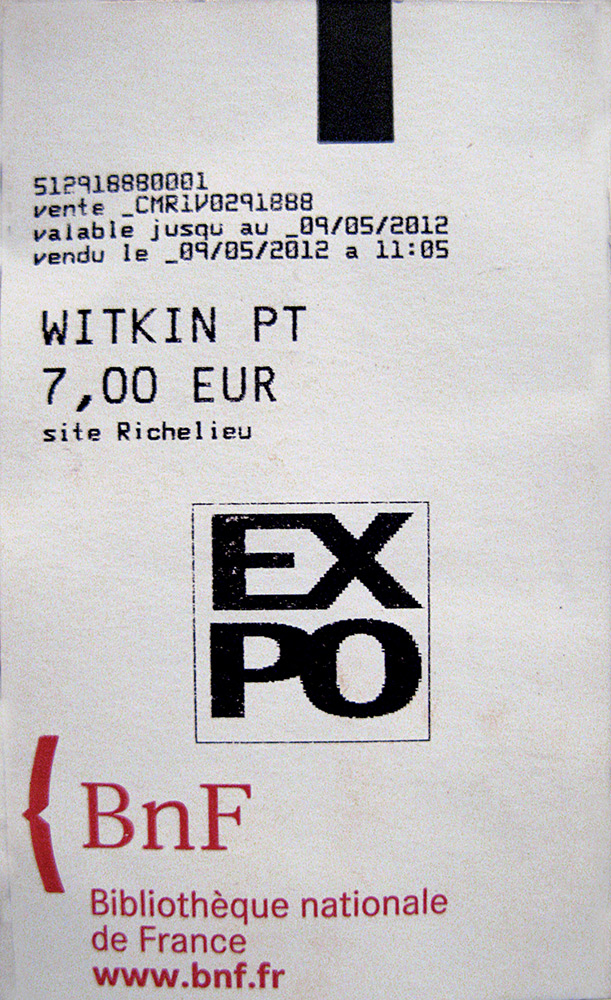 512918880001
vente _CMR1V0291888
valable jusqu au _09/05/2012
vendu le _09/05/2012 a 11:05
WITKIN PT
7,00 EUR
site Richelieu
EX
PO
BnF
Bibliothèque nationale
de France
www.bnf.fr